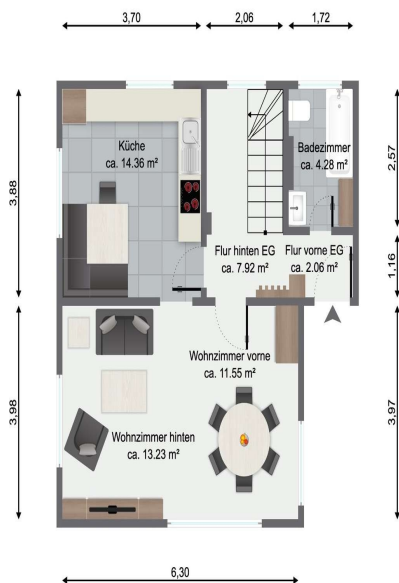 3,70
2,06
1,72
Küche
ca. 14.36 m²
Badezimmer
ca. 4.28 m²
2,57
3,88
Flur hinten EG
ca. 7.92 m²
Flur vorne EG
ca. 2.06 m²
1,16
Wohnzimmer vorne
ca. 11.55 m²
3,98
3,97
Wohnzimmer hinten
ca. 13.23 m²
6,30